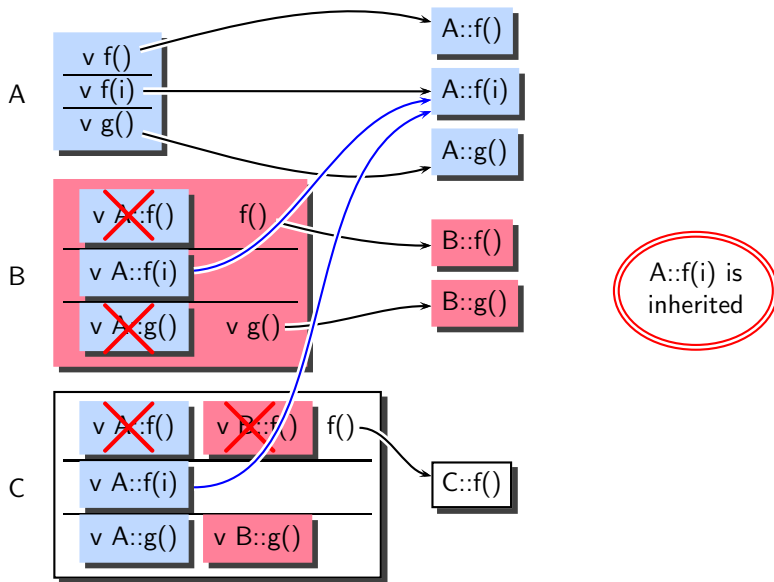 A::f()
v f()
A
v f(i)
A::f(i)
v g()
A::g()
v A::f()
f()
B::f()
B
v A::f(i)
A::f(i) is
inherited
v A::g()
v g()
B::g()
v A::f()
v B::f()
f()
C
v A::f(i)
C::f()
v A::g()
v B::g()